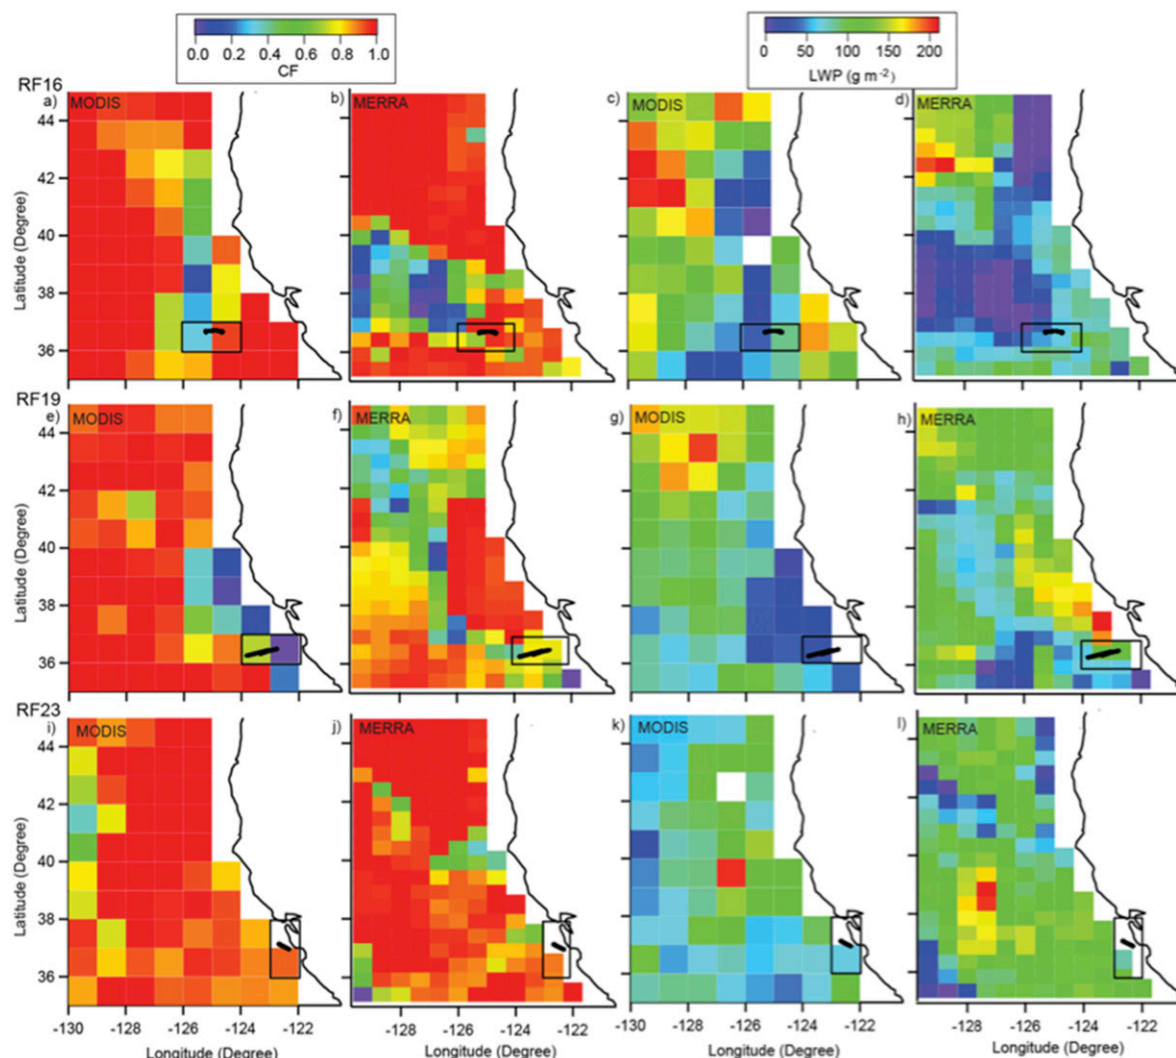 0.0 0.2 0.4 0.6 0.8 1.0
CF
0 50 100 150 200
LWP (g m⁻²)
RF16
a) MODIS
b) MERRA
c) MODIS
d) MERRA
44
42
40
38
36
Latitude (Degree)
RF19
e) MODIS
f) MERRA
g) MODIS
h) MERRA
44
42
40
38
36
Latitude (Degree)
RF23
i) MODIS
j) MERRA
k) MODIS
l) MERRA
44
42
40
38
36
Latitude (Degree)
-130 -128 -126 -124 -122
-128 -126 -124 -122
-130 -128 -126 -124 -122
-128 -126 -124 -122
Longitude (Degree)
Longitude (Degree)
Longitude (Degree)
Longitude (Degree)